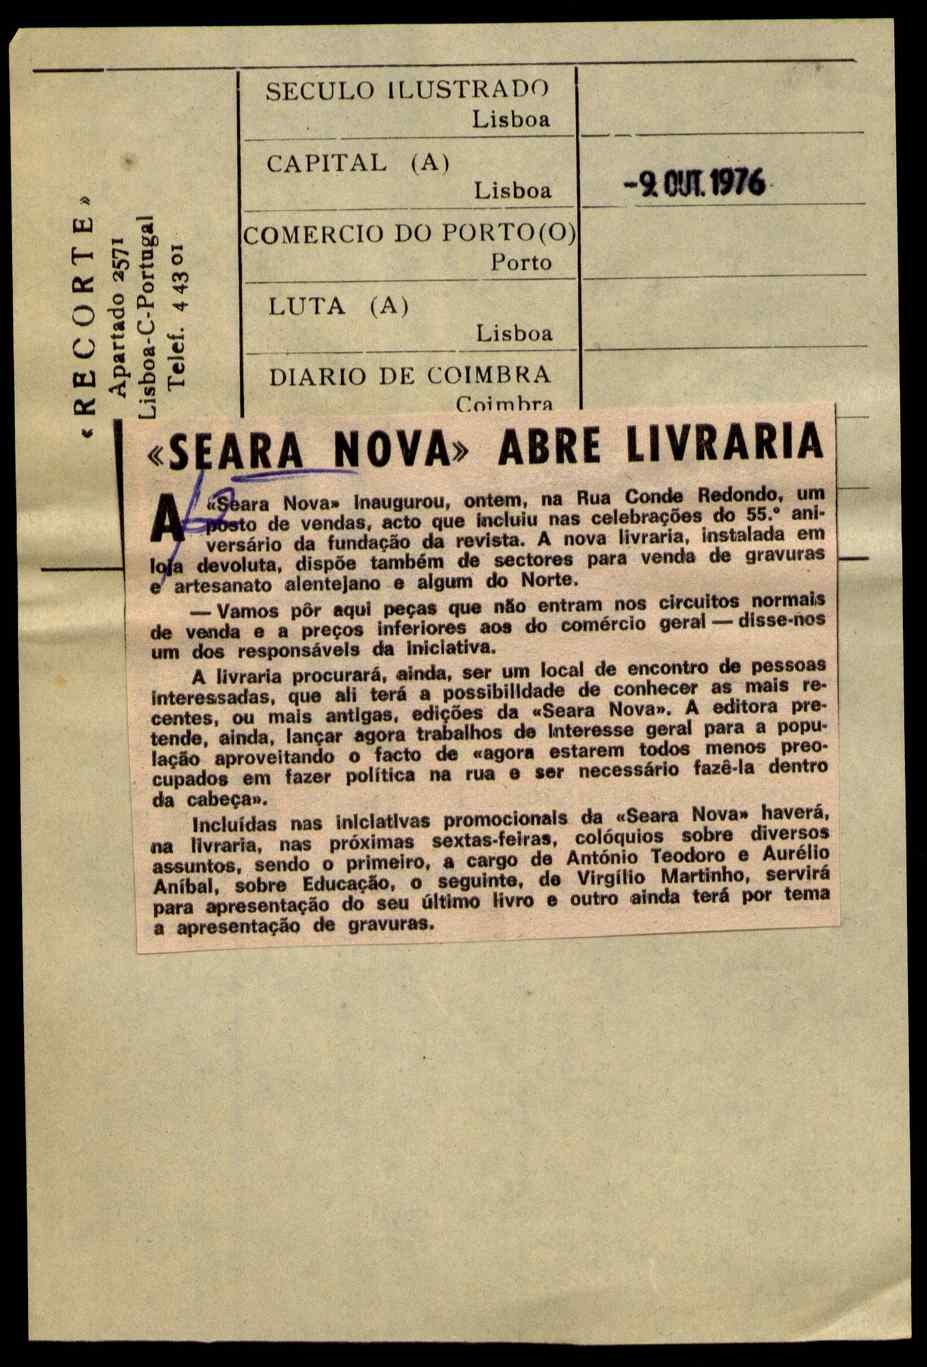 «RECORTE»
Apartado 2571
Lisboa-C-Portugal
Telef. 4 43 01
SECULO ILUSTRADO
Lisboa
CAPITAL (A)
Lisboa
-9. OUT. 1976
COMERCIO DO PORTO(O)
Porto
LUTA (A)
Lisboa
DIARIO DE COIMBRA
Coimbra
«SEARA NOVA» ABRE LIVRARIA
A «Seara Nova» inaugurou, ontem, na Rua Conde Redondo, um
posto de vendas, acto que incluiu nas celebrações do 55.º ani-
versário da fundação da revista. A nova livraria, instalada em
loja devoluta, dispõe também de sectores para venda de gravuras
e artesanato alentejano e algum do Norte.
— Vamos pôr aqui peças que não entram nos circuitos normais
de venda e a preços inferiores aos do comércio geral — disse-nos
um dos responsáveis da iniciativa.
A livraria procurará, ainda, ser um local de encontro de pessoas
interessadas, que ali terá a possibilidade de conhecer as mais re-
centes, ou mais antigas, edições da «Seara Nova». A editora pre-
tende, ainda, lançar agora trabalhos de interesse geral para a popu-
lação aproveitando o facto de «agora estarem todos menos preo-
cupados em fazer política na rua e ser necessário fazê-la dentro
da cabeça».
Incluídas nas iniciativas promocionais da «Seara Nova» haverá,
na livraria, nas próximas sextas-feiras, colóquios sobre diversos
assuntos, sendo o primeiro, a cargo de António Teodoro e Aurélio
Aníbal, sobre Educação, o seguinte, de Virgílio Martinho, servirá
para apresentação do seu último livro e outro ainda terá por tema
a apresentação de gravuras.